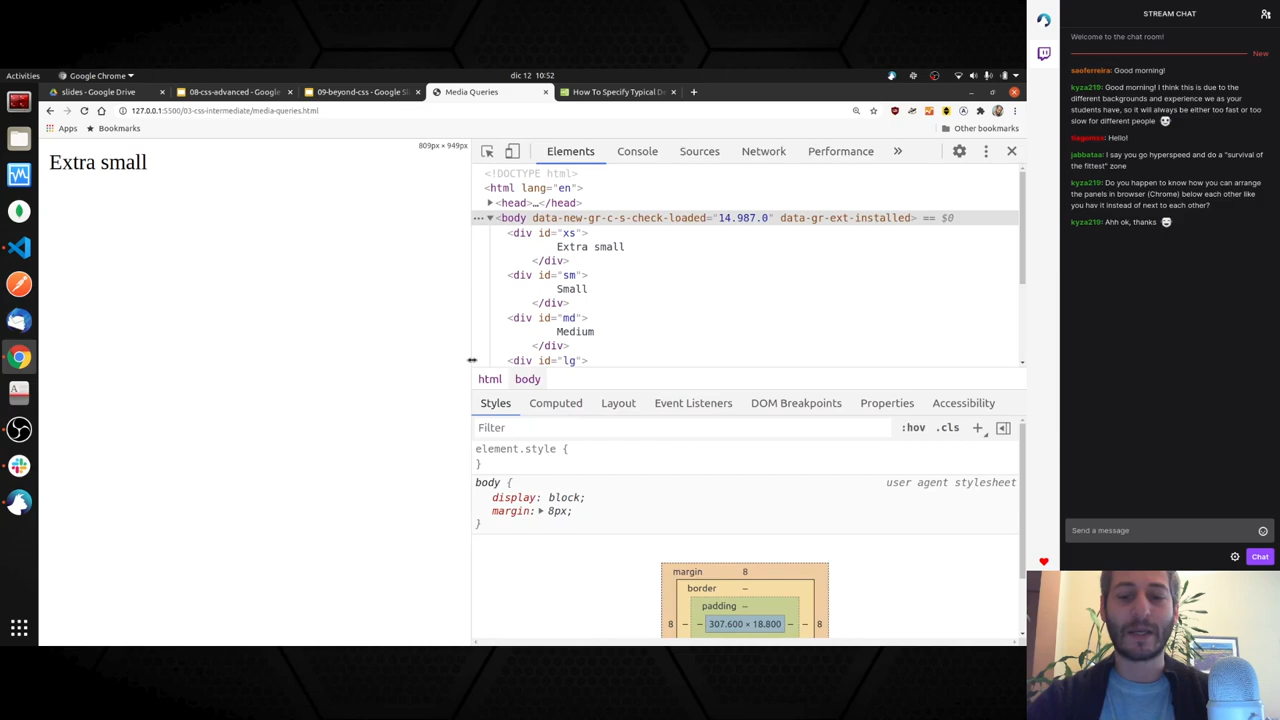 STREAM CHAT
Welcome to the chat room!
New
saoferreira: Good morning!
kyza219: Good morning! I think this is due to the
different backgrounds and experience we as your
students have, so it will always be either too fast or too
slow for different people
tiagomsx: Hello!
jabbataa: I say you go hyperspeed and do a "survival of
the fittest" zone
kyza219: Do you happen to know how you can arrange
the panels in browser (Chrome) below each other like
you hav it instead of next to each other?
kyza219: Ahh ok, thanks
Send a message
Chat
Activities
Google Chrome
dic 12 10:52
slides - Google Drive
08-css-advanced - Google
09-beyond-css - Google Sl
Media Queries
How To Specify Typical De
127.0.0.1:5500/03-css-intermediate/media-queries.html
Apps
Bookmarks
Other bookmarks
809px × 949px
Extra small
Elements
Console
Sources
Network
Performance
<!DOCTYPE html>
<html lang="en">
<head>…</head>
<body data-new-gr-c-s-check-loaded="14.987.0" data-gr-ext-installed> == $0
<div id="xs">
Extra small
</div>
<div id="sm">
Small
</div>
<div id="md">
Medium
</div>
<div id="lg">
html
body
Styles
Computed
Layout
Event Listeners
DOM Breakpoints
Properties
Accessibility
Filter
:hov .cls
element.style {
}
body {
user agent stylesheet
display: block;
margin: 8px;
}
margin 8
border –
padding –
8 – – 307.600 × 18.800 – – 8